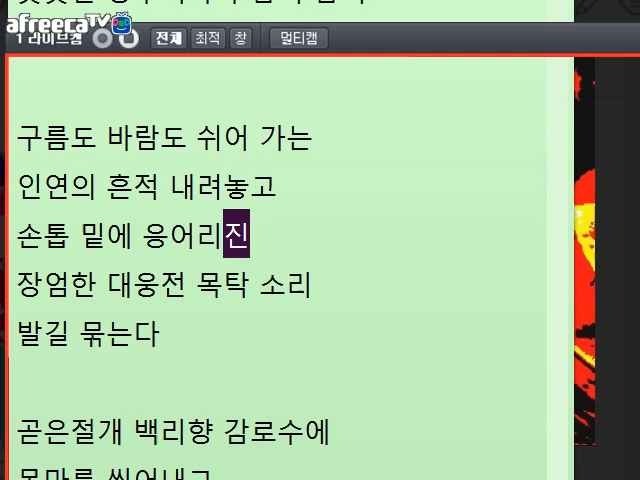 afreecaTV
1 라이브캠 전체 최적 창 멀티캠
구름도 바람도 쉬어 가는
인연의 흔적 내려놓고
손톱 밑에 응어리진
장엄한 대웅전 목탁 소리
발길 묶는다
곧은절개 백리향 감로수에